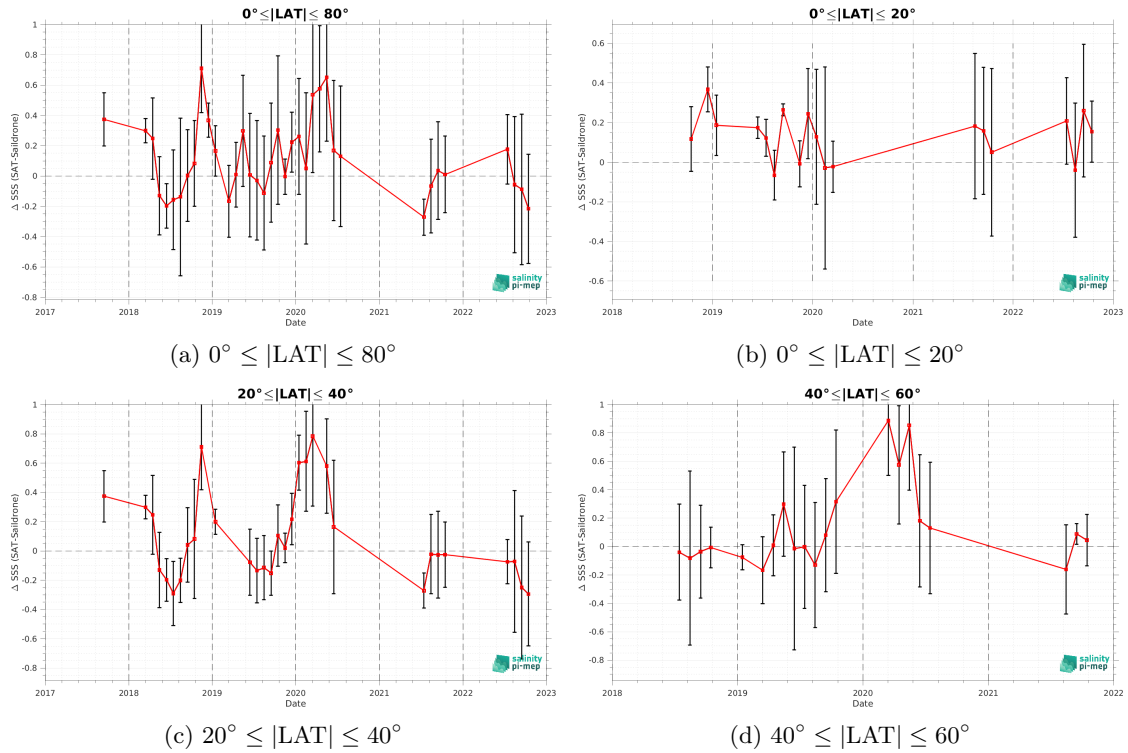 0°≤|LAT|≤ 80°
Δ SSS (SAT-Saildrone)
1
0.8
0.6
0.4
0.2
0
-0.2
-0.4
-0.6
-0.8
2017 2018 2019 2020 2021 2022 2023
Date
salinity
pi-mep
(a) 0° ≤ |LAT| ≤ 80°
0°≤|LAT|≤ 20°
Δ SSS (SAT-Saildrone)
0.6
0.4
0.2
0
-0.2
-0.4
-0.6
2018 2019 2020 2021 2022 2023
Date
salinity
pi-mep
(b) 0° ≤ |LAT| ≤ 20°
20°≤|LAT|≤ 40°
Δ SSS (SAT-Saildrone)
1
0.8
0.6
0.4
0.2
0
-0.2
-0.4
-0.6
-0.8
2017 2018 2019 2020 2021 2022 2023
Date
salinity
pi-mep
(c) 20° ≤ |LAT| ≤ 40°
40°≤|LAT|≤ 60°
Δ SSS (SAT-Saildrone)
1
0.8
0.6
0.4
0.2
0
-0.2
-0.4
-0.6
-0.8
2018 2019 2020 2021 2022
Date
salinity
pi-mep
(d) 40° ≤ |LAT| ≤ 60°